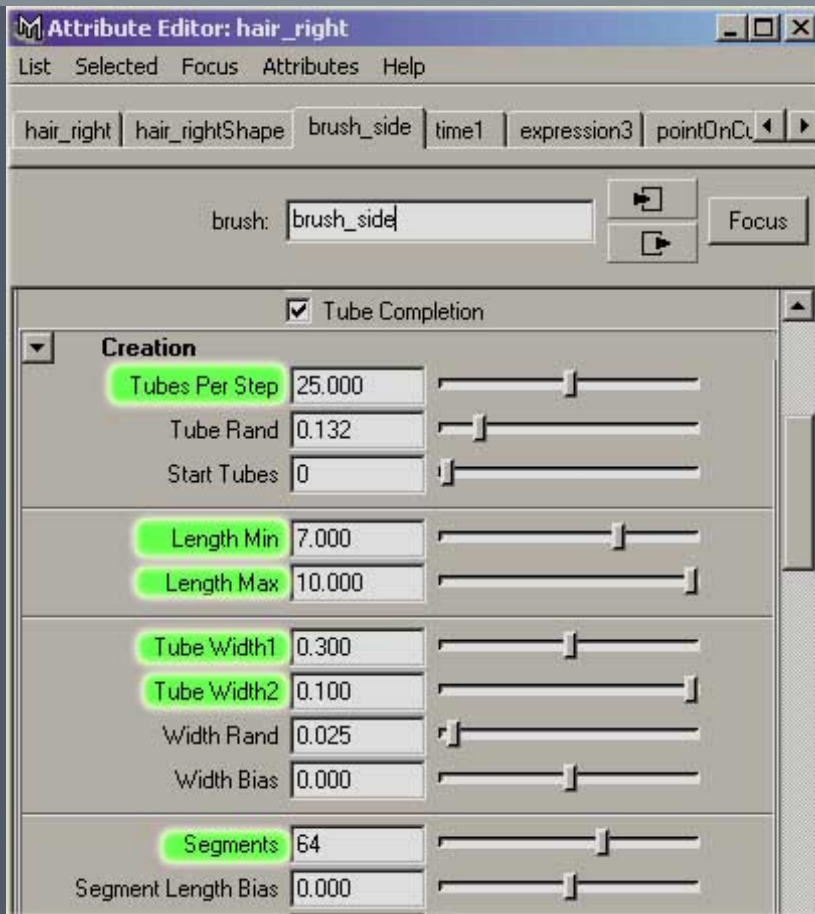 Attribute Editor: hair_right
List Selected Focus Attributes Help
hair_right hair_rightShape brush_side time1 expression3 pointOnCu
brush: brush_side
Focus
Tube Completion
Creation
Tubes Per Step 25.000
Tube Rand 0.132
Start Tubes 0
Length Min 7.000
Length Max 10.000
Tube Width1 0.300
Tube Width2 0.100
Width Rand 0.025
Width Bias 0.000
Segments 64
Segment Length Bias 0.000